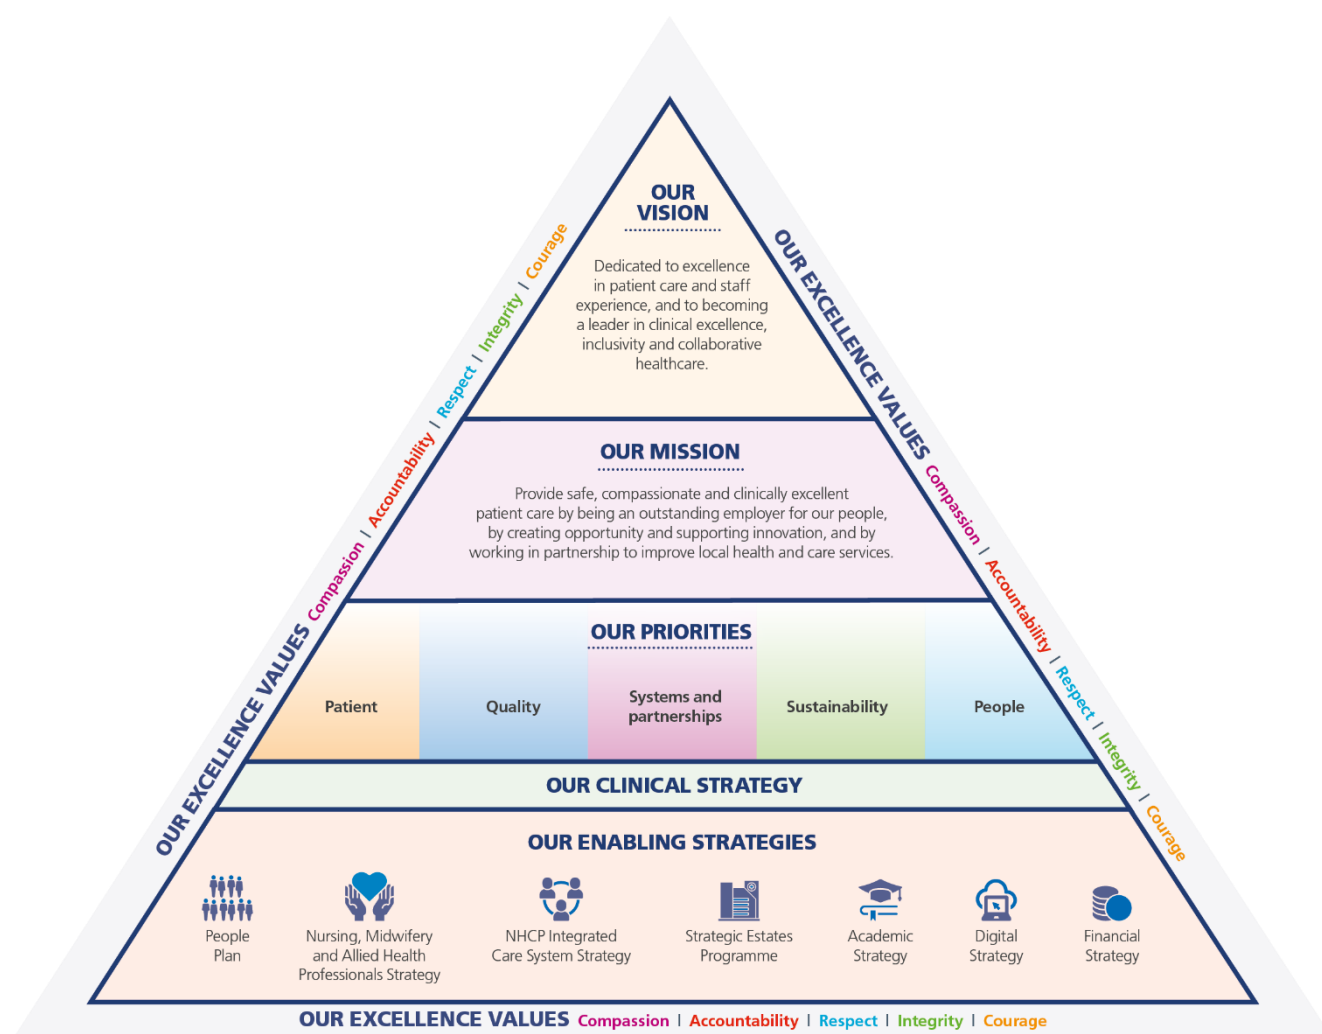 OUR
VISION
Dedicated to excellence
in patient care and staff
experience, and to becoming
a leader in clinical excellence,
inclusivity and collaborative
healthcare.
OUR EXCELLENCE VALUES Compassion | Accountability | Respect | Integrity | Courage
OUR EXCELLENCE VALUES Compassion | Accountability | Respect | Integrity | Courage
OUR MISSION
Provide safe, compassionate and clinically excellent
patient care by being an outstanding employer for our people,
by creating opportunity and supporting innovation, and by
working in partnership to improve local health and care services.
OUR PRIORITIES
Patient
Quality
Systems and
partnerships
Sustainability
People
OUR CLINICAL STRATEGY
OUR ENABLING STRATEGIES
People
Plan
Nursing, Midwifery
and Allied Health
Professionals Strategy
NHCP Integrated
Care System Strategy
Strategic Estates
Programme
Academic
Strategy
Digital
Strategy
Financial
Strategy
OUR EXCELLENCE VALUES Compassion | Accountability | Respect | Integrity | Courage